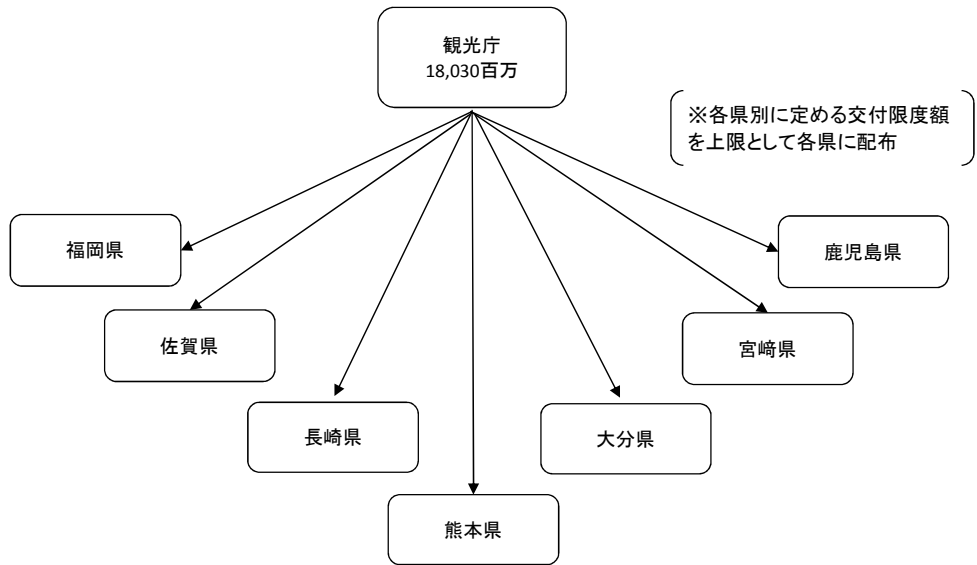 観光庁
18,030百万
※各県別に定める交付限度額
を上限として各県に配布
福岡県
鹿児島県
佐賀県
宮﨑県
長崎県
大分県
熊本県